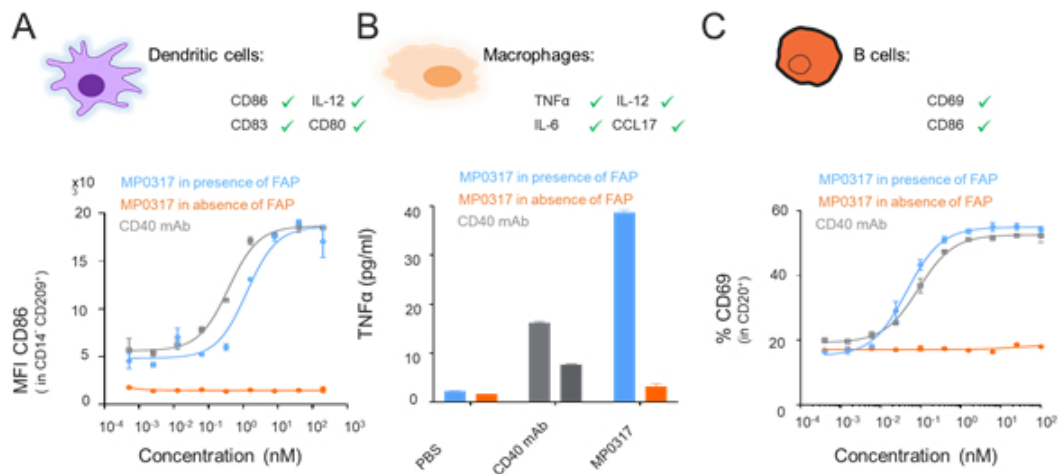 A
Dendritic cells:
CD86 ✓ IL-12 ✓
CD83 ✓ CD80 ✓
x10
3
MP0317 in presence of FAP
MP0317 in absence of FAP
CD40 mAb
20
15
10
5
0
MFI CD86
( in CD14⁻ CD209⁺)
10⁻⁴ 10⁻³ 10⁻² 10⁻¹ 10⁰ 10¹ 10² 10³
Concentration (nM)
B
Macrophages:
TNFα ✓ IL-12 ✓
IL-6 ✓ CCL17 ✓
MP0317 in presence of FAP
MP0317 in absence of FAP
40
30
20
10
0
TNFα (pg/ml)
PBS
CD40 mAb
MP0317
C
B cells:
CD69 ✓
CD86 ✓
MP0317 in presence of FAP
MP0317 in absence of FAP
CD40 mAb
60
40
20
0
% CD69
(in CD20⁺)
10⁻⁴ 10⁻³ 10⁻² 10⁻¹ 10⁰ 10¹ 10²
Concentration (nM)